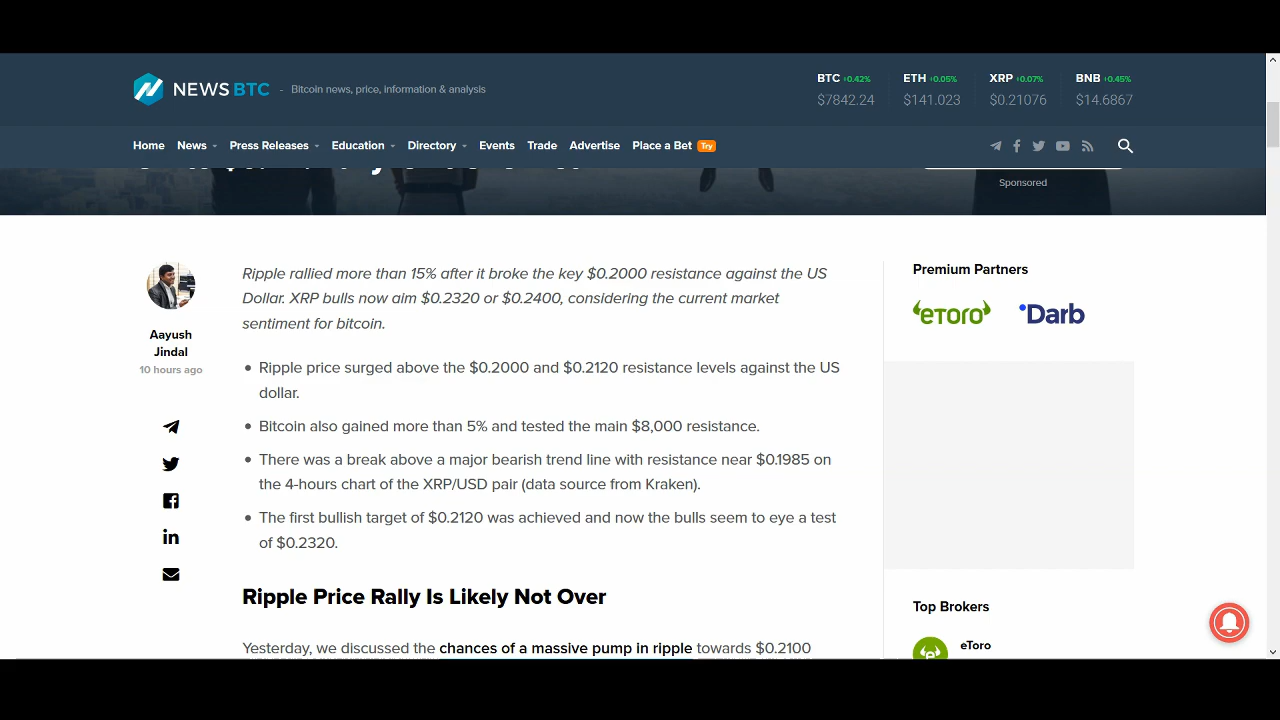 NEWS BTC - Bitcoin news, price, information & analysis
BTC +0.42% ETH +0.05% XRP +0.07% BNB +0.45%
$7842.24 $141.023 $0.21076 $14.6867
Home News Press Releases Education Directory Events Trade Advertise Place a Bet Try
Sponsored
Aayush
Jindal
10 hours ago
Ripple rallied more than 15% after it broke the key $0.2000 resistance against the US
Dollar. XRP bulls now aim $0.2320 or $0.2400, considering the current market
sentiment for bitcoin.
Ripple price surged above the $0.2000 and $0.2120 resistance levels against the US
dollar.
Bitcoin also gained more than 5% and tested the main $8,000 resistance.
There was a break above a major bearish trend line with resistance near $0.1985 on
the 4-hours chart of the XRP/USD pair (data source from Kraken).
The first bullish target of $0.2120 was achieved and now the bulls seem to eye a test
of $0.2320.
Ripple Price Rally Is Likely Not Over
Yesterday, we discussed the chances of a massive pump in ripple towards $0.2100
Premium Partners
eToro Darb
Top Brokers
eToro